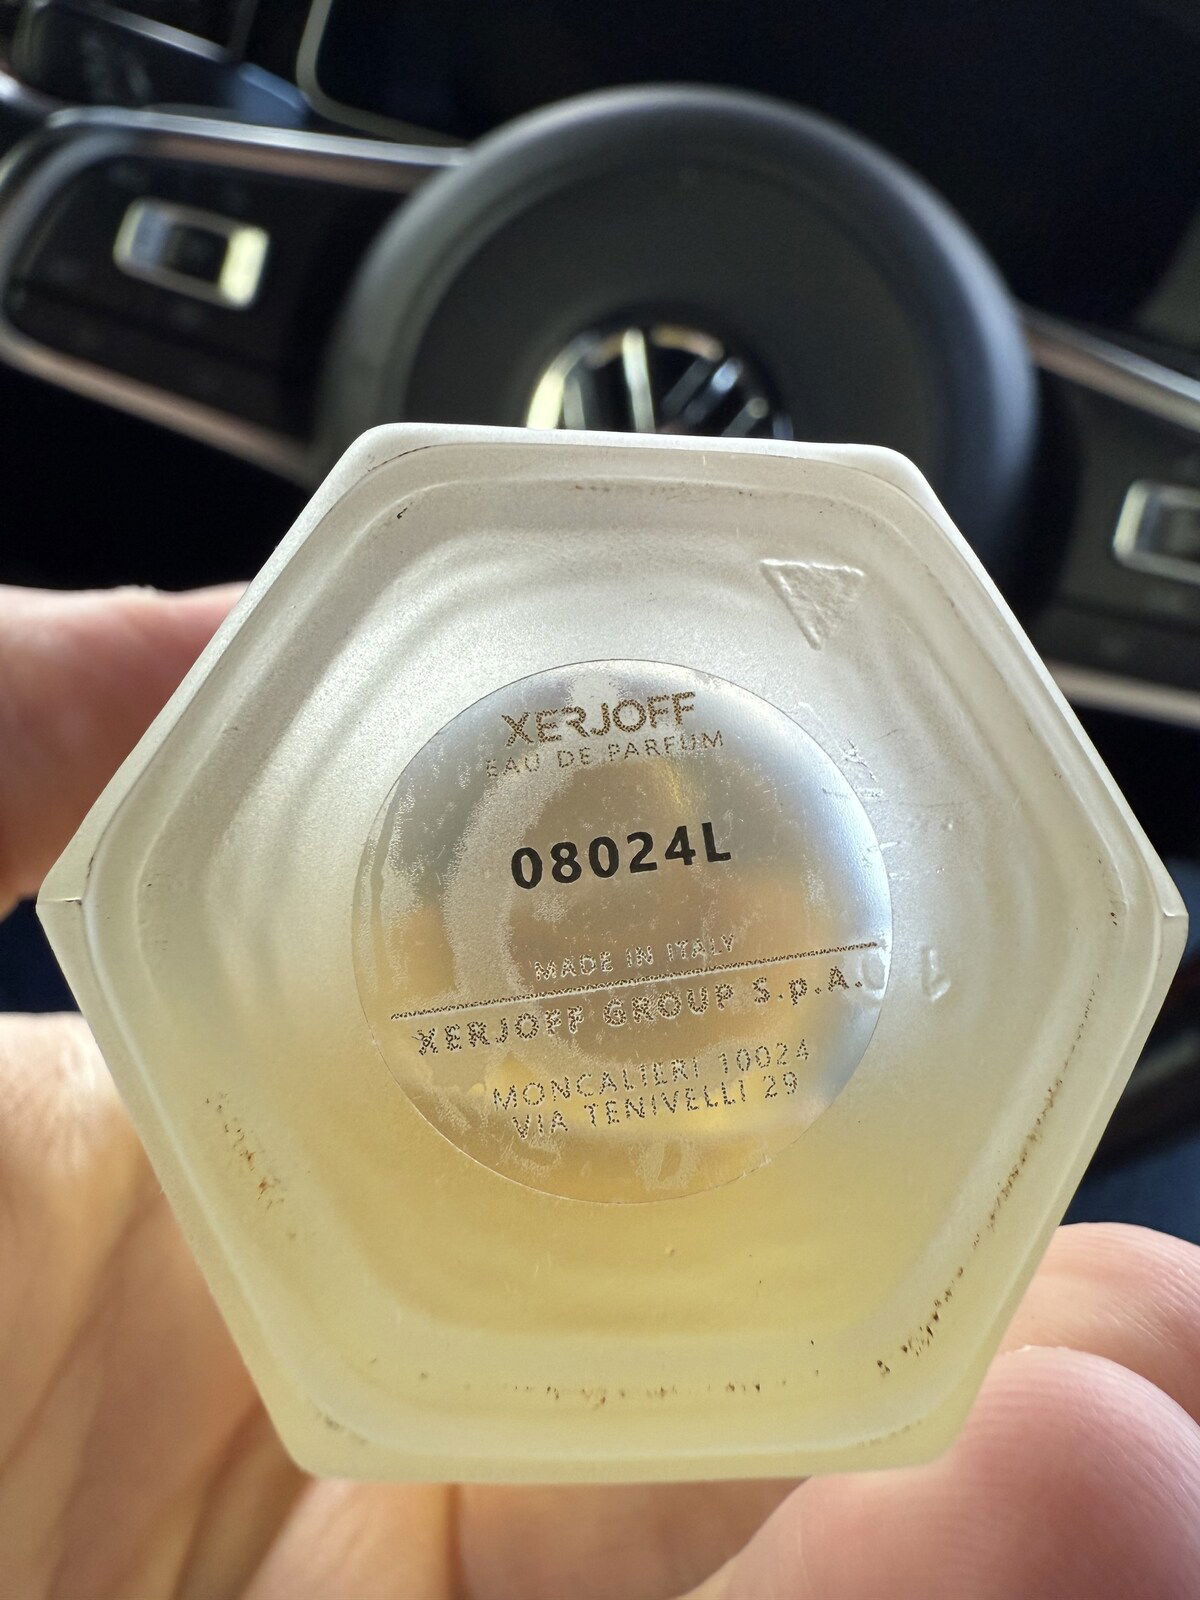 XERJOFF
EAU DE PARFUM
08024L
MADE IN ITALY
XERJOFF GROUP S.p.A.
MONCALIERI 10024
VIA TENIVELLI 29